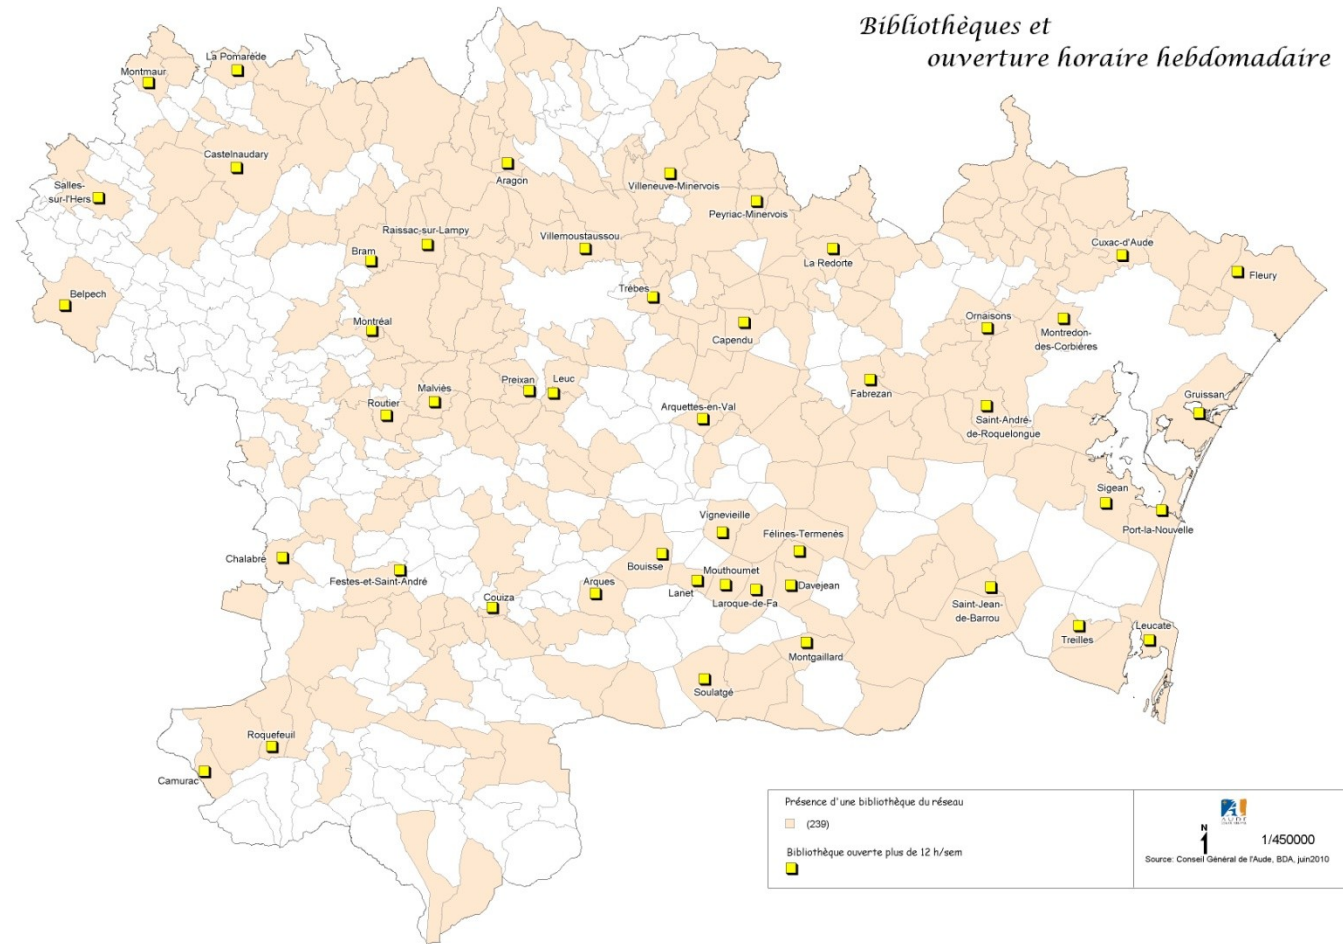 Bibliothèques et
ouverture horaire hebdomadaire
La Pomarède
Montmaur
Castelnaudary
Aragon
Salles-
sur-l'Hers
Villeneuve-Minervois
Peyriac-Minervois
Raissac-sur-Lampy
Villemoustaussou
Bram
La Redorte
Cuxac-d'Aude
Fleury
Belpech
Trèbes
Ornaisons
Montréal
Capendu
Montredon-
des-Corbières
Preixan
Leuc
Malviès
Routier
Fabrezan
Gruissan
Arquettes-en-Val
Saint-André-
de-Roquelongue
Sigean
Port-la-Nouvelle
Vignevieille
Félines-Termenès
Chalabre
Festes-et-Saint-André
Bouisse
Mouthoumet
Arques
Lanet
Davejean
Laroque-de-Fa
Couiza
Saint-Jean-
de-Barrou
Treilles
Leucate
Montgaillard
Soulatgé
Roquefeuil
Camurac
Présence d'une bibliothèque du réseau
(239)
Bibliothèque ouverte plus de 12 h/sem
AUDE
N
1/450000
Source: Conseil Général de l'Aude, BDA, juin2010